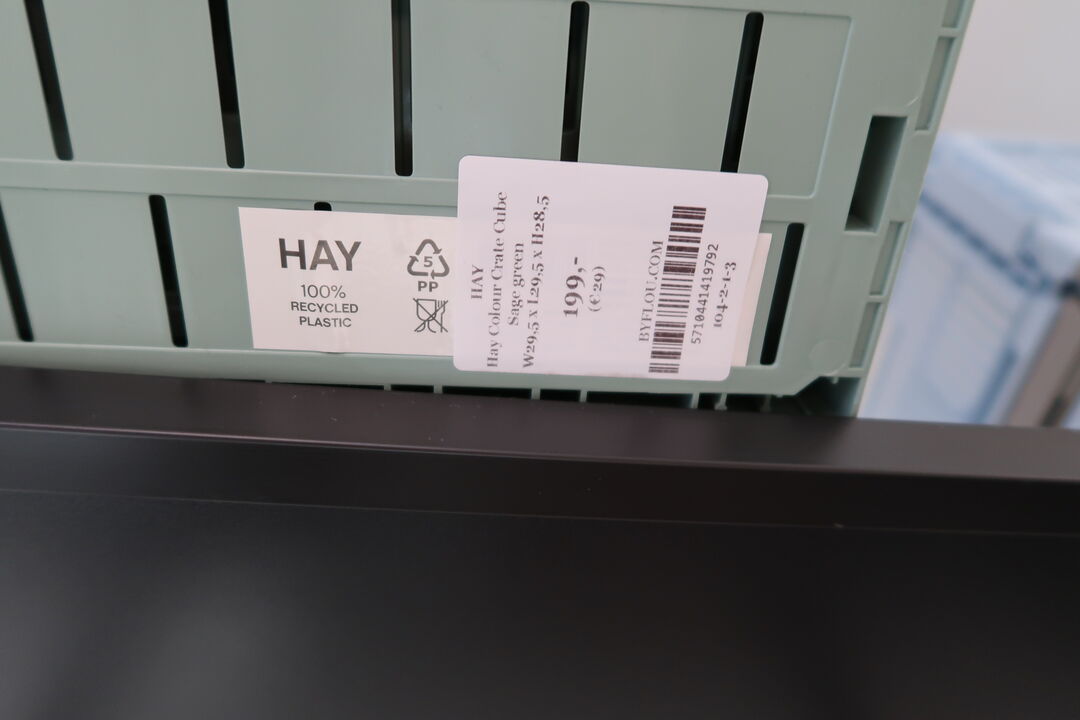 HAY
100%
RECYCLED
PLASTIC
5
PP
HAY
Hay Colour Crate Cube
Sage green
W29,5 x L29,5 x H28,5
199,-
(€ 29)
BYFLOU.COM
5710441419792
104-2-1-3